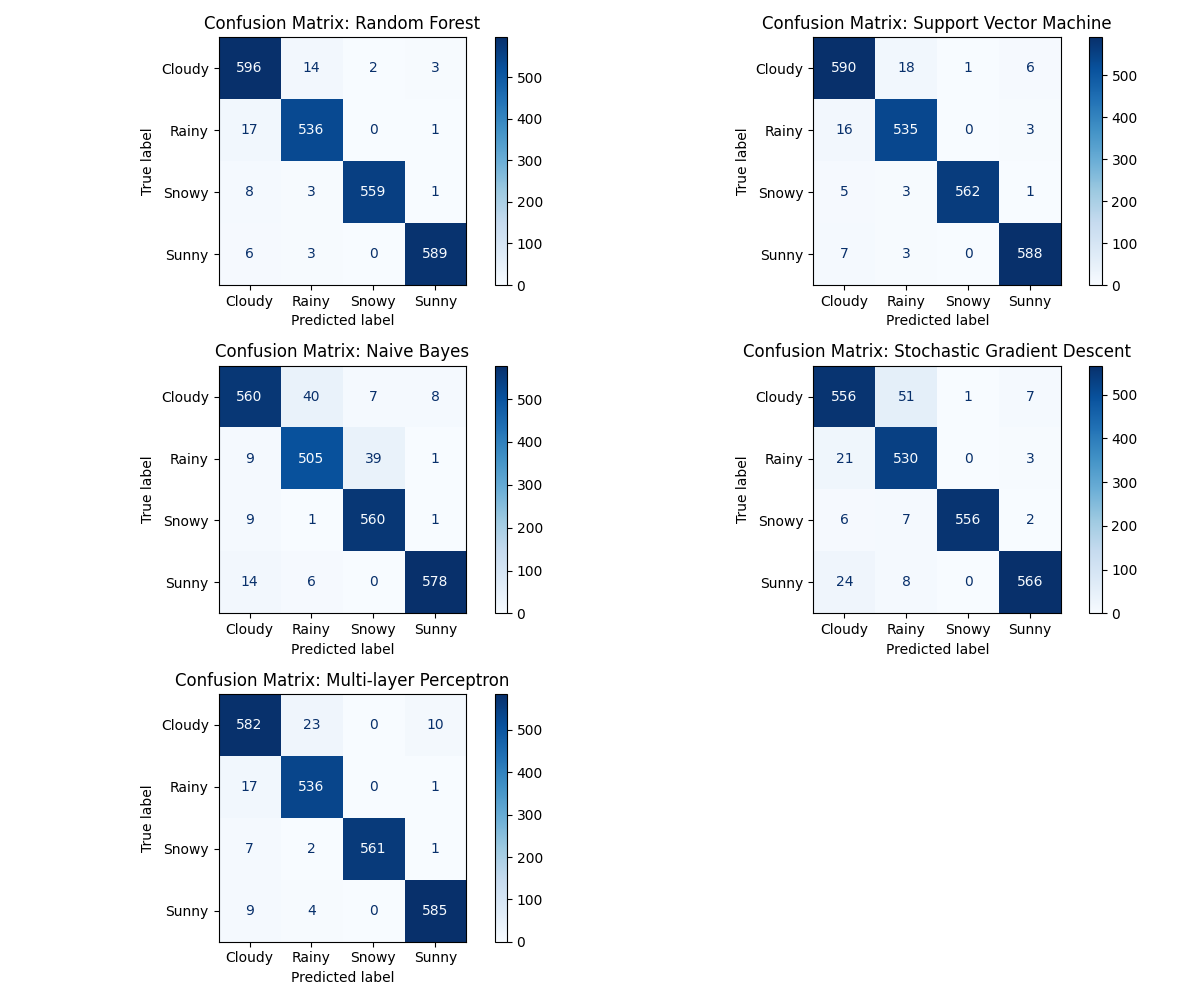 Confusion Matrix: Random Forest
True label
Cloudy 596 14 2 3
Rainy 17 536 0 1
Snowy 8 3 559 1
Sunny 6 3 0 589
Cloudy Rainy Snowy Sunny
Predicted label
500
400
300
200
100
0
Confusion Matrix: Support Vector Machine
True label
Cloudy 590 18 1 6
Rainy 16 535 0 3
Snowy 5 3 562 1
Sunny 7 3 0 588
Cloudy Rainy Snowy Sunny
Predicted label
500
400
300
200
100
0
Confusion Matrix: Naive Bayes
True label
Cloudy 560 40 7 8
Rainy 9 505 39 1
Snowy 9 1 560 1
Sunny 14 6 0 578
Cloudy Rainy Snowy Sunny
Predicted label
500
400
300
200
100
0
Confusion Matrix: Stochastic Gradient Descent
True label
Cloudy 556 51 1 7
Rainy 21 530 0 3
Snowy 6 7 556 2
Sunny 24 8 0 566
Cloudy Rainy Snowy Sunny
Predicted label
500
400
300
200
100
0
Confusion Matrix: Multi-layer Perceptron
True label
Cloudy 582 23 0 10
Rainy 17 536 0 1
Snowy 7 2 561 1
Sunny 9 4 0 585
Cloudy Rainy Snowy Sunny
Predicted label
500
400
300
200
100
0